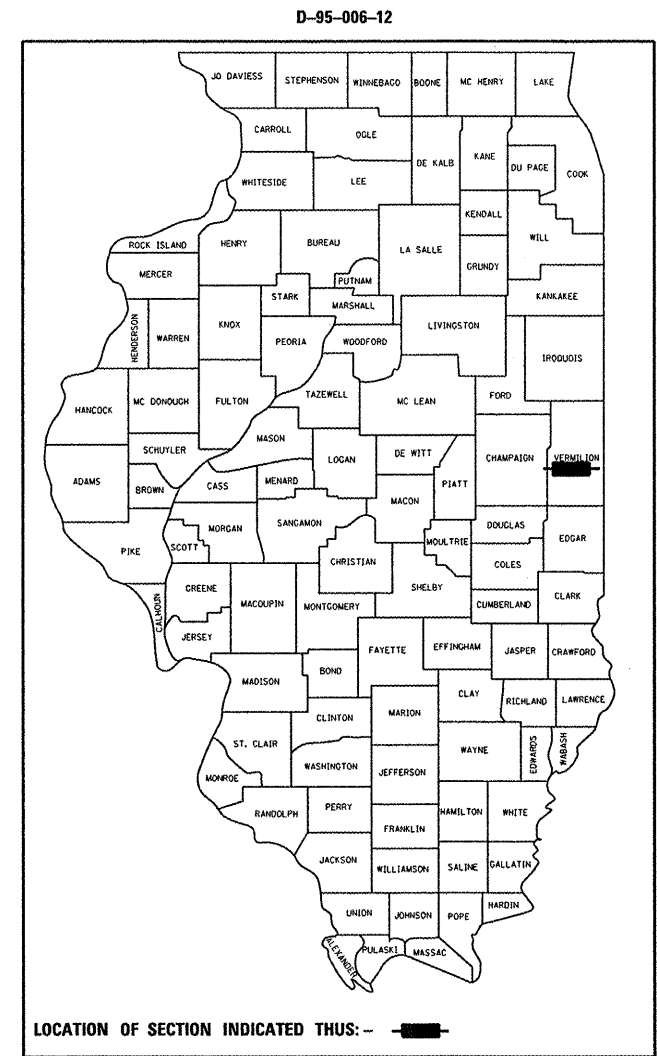 D-95-006-12
JO DAVIESS
STEPHENSON
WINNEBAGO
BOONE
MC HENRY
LAKE
CARROLL
OGLE
DE KALB
KANE
DU PAGE
COOK
WHITESIDE
LEE
KENDALL
WILL
ROCK ISLAND
HENRY
BUREAU
LA SALLE
GRUNDY
MERCER
PUTNAM
STARK
MARSHALL
KANKAKEE
HENDERSON
WARREN
KNOX
PEORIA
WOODFORD
LIVINGSTON
IROQUOIS
HANCOCK
MC DONOUGH
FULTON
TAZEWELL
MC LEAN
FORD
MASON
SCHUYLER
LOGAN
DE WITT
CHAMPAIGN
VERMILION
ADAMS
BROWN
CASS
MENARD
MACON
PIATT
MORGAN
SANGAMON
DOUGLAS
PIKE
SCOTT
CHRISTIAN
MOULTRIE
EDGAR
COLES
CALHOUN
GREENE
MACOUPIN
MONTGOMERY
SHELBY
CUMBERLAND
CLARK
JERSEY
FAYETTE
EFFINGHAM
JASPER
CRAWFORD
MADISON
BOND
CLAY
RICHLAND
LAWRENCE
CLINTON
MARION
ST. CLAIR
WAYNE
EDWARDS
WABASH
MONROE
WASHINGTON
JEFFERSON
RANDOLPH
PERRY
HAMILTON
WHITE
FRANKLIN
JACKSON
WILLIAMSON
SALINE
GALLATIN
UNION
JOHNSON
POPE
HARDIN
ALEXANDER
PULASKI
MASSAC
LOCATION OF SECTION INDICATED THUS: -